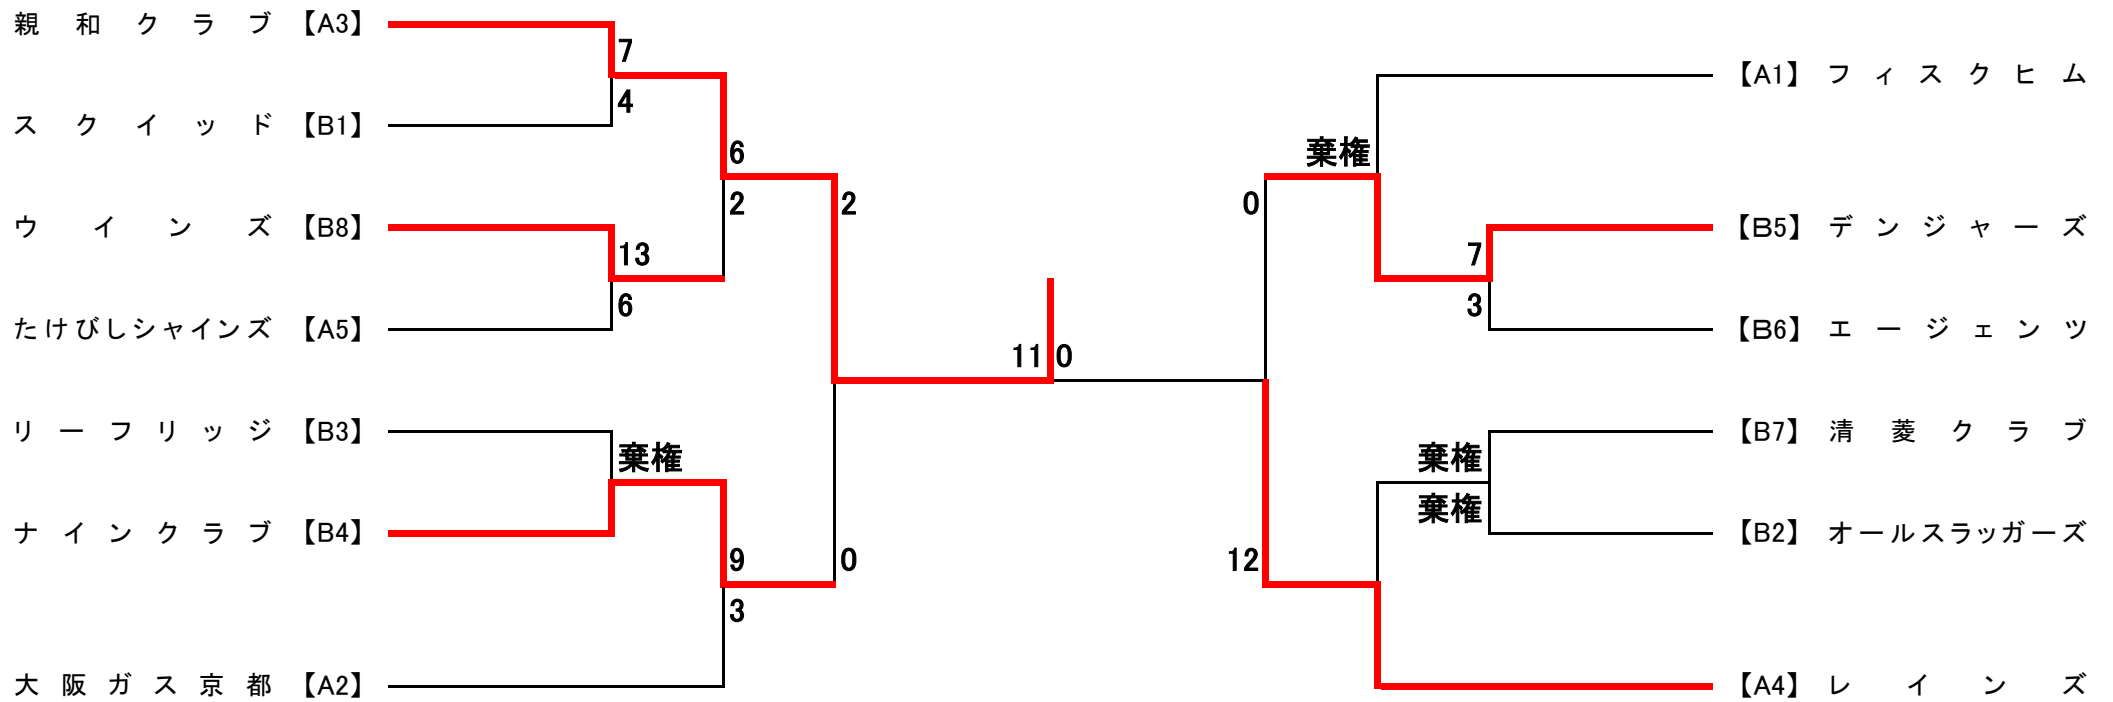 親和クラブ【A3】
7
【A1】フィスクヒム
4
スクイッド【B1】
6
棄権
2
2
0
ウインズ【B8】
【B5】デンジャーズ
13
7
6
3
たけびしシャインズ【A5】
【B6】エージェンツ
11 0
リーフリッジ【B3】
【B7】清菱クラブ
棄権
棄権
棄権
ナインクラブ【B4】
【B2】オールスラッガーズ
9
0
12
3
大阪ガス京都【A2】
【A4】レインズ